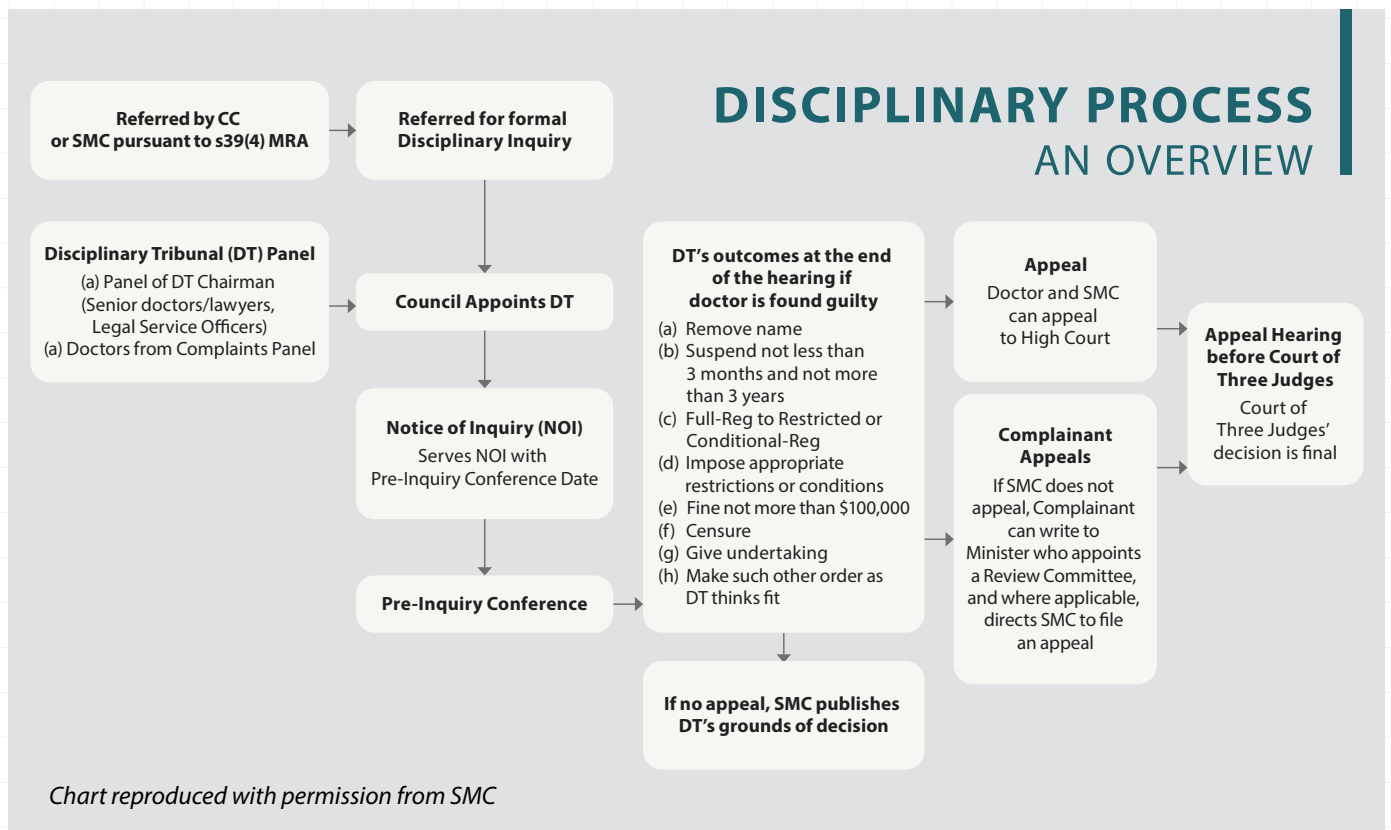 DISCIPLINARY PROCESS
AN OVERVIEW
Referred by CC
or SMC pursuant to s39(4) MRA
Referred for formal
Disciplinary Inquiry
Disciplinary Tribunal (DT) Panel
(a) Panel of DT Chairman
(Senior doctors/lawyers,
Legal Service Officers)
(a) Doctors from Complaints Panel
Council Appoints DT
Notice of Inquiry (NOI)
Serves NOI with
Pre-Inquiry Conference Date
Pre-Inquiry Conference
DT's outcomes at the end
of the hearing if
doctor is found guilty
(a) Remove name
(b) Suspend not less than
3 months and not more
than 3 years
(c) Full-Reg to Restricted or
Conditional-Reg
(d) Impose appropriate
restrictions or conditions
(e) Fine not more than $100,000
(f) Censure
(g) Give undertaking
(h) Make such other order as
DT thinks fit
If no appeal, SMC publishes
DT's grounds of decision
Appeal
Doctor and SMC
can appeal
to High Court
Complainant
Appeals
If SMC does not
appeal, Complainant
can write to
Minister who appoints
a Review Committee,
and where applicable,
directs SMC to file
an appeal
Appeal Hearing
before Court of
Three Judges
Court of
Three Judges'
decision is final
Chart reproduced with permission from SMC